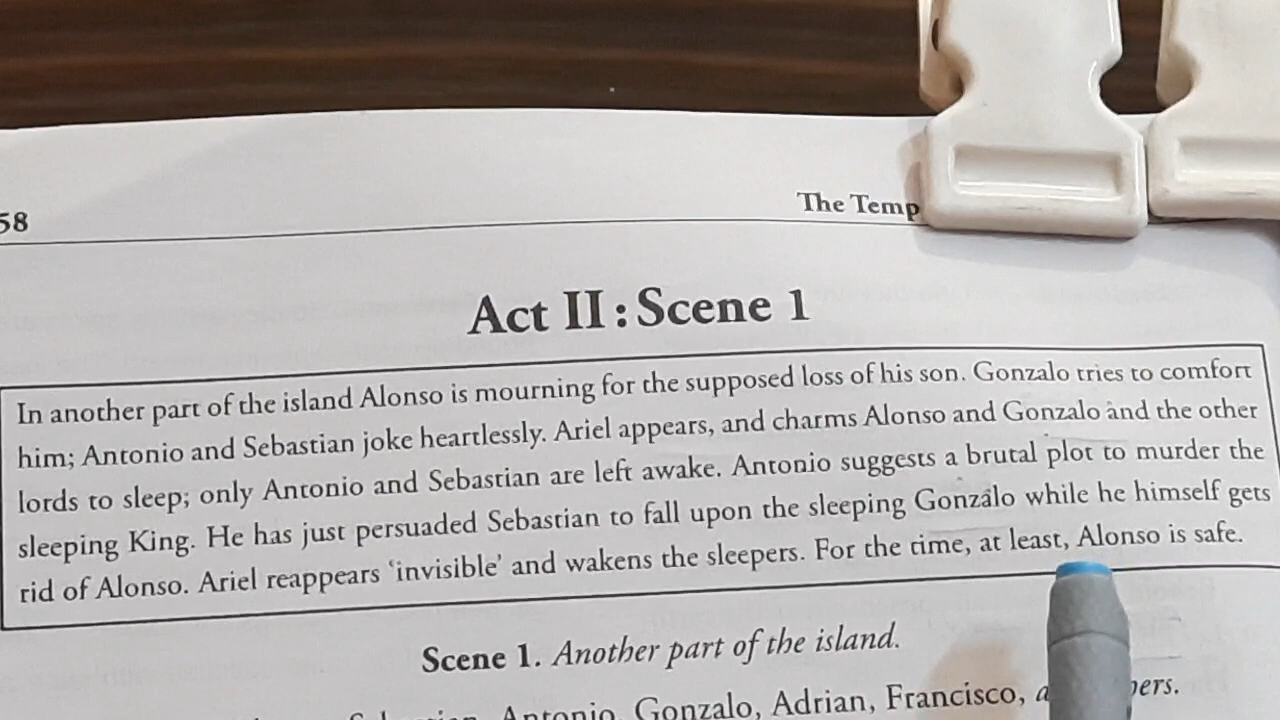 58
The Temp
Act II : Scene 1
In another part of the island Alonso is mourning for the supposed loss of his son. Gonzalo tries to comfort
him; Antonio and Sebastian joke heartlessly. Ariel appears, and charms Alonso and Gonzalo and the other
lords to sleep; only Antonio and Sebastian are left awake. Antonio suggests a brutal plot to murder the
sleeping King. He has just persuaded Sebastian to fall upon the sleeping Gonzalo while he himself gets
rid of Alonso. Ariel reappears ‘invisible’ and wakens the sleepers. For the time, at least, Alonso is safe.
Scene 1. Another part of the island.
Antonio, Gonzalo, Adrian, Francisco,